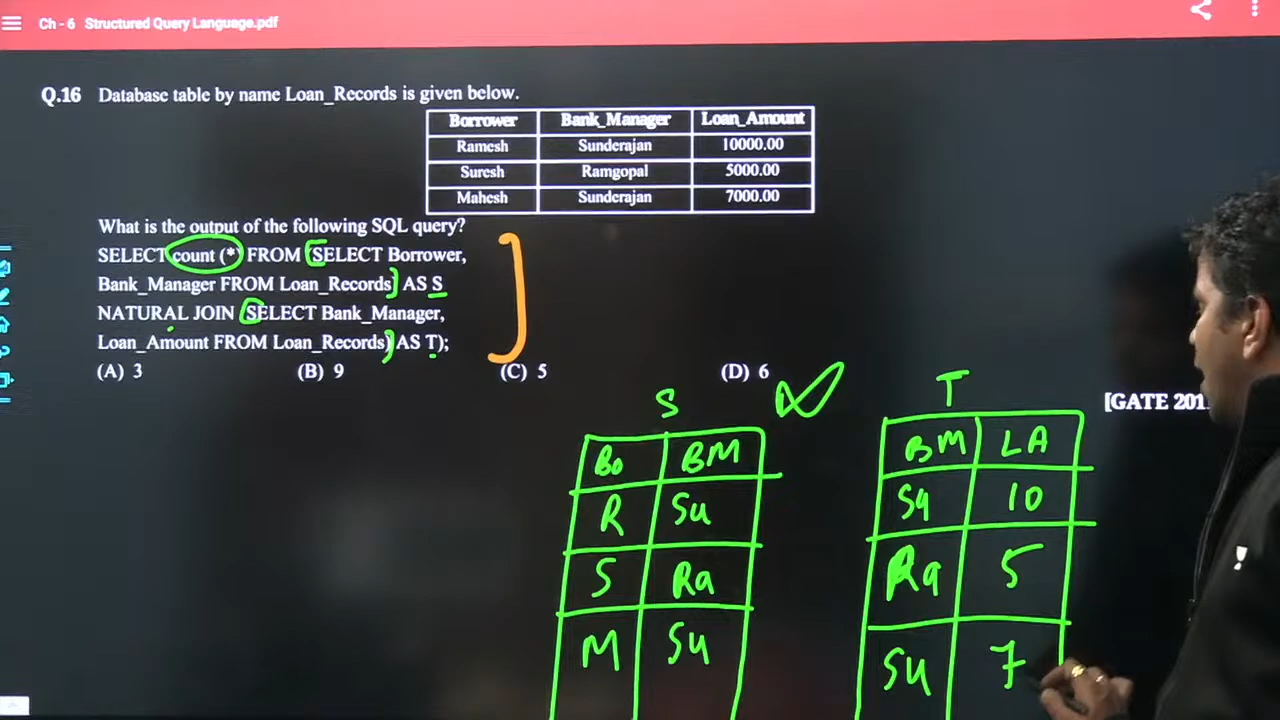 Ch - 6 Structured Query Language.pdf
Q.16 Database table by name Loan_Records is given below.
Borrower Bank_Manager Loan_Amount
Ramesh Sunderajan 10000.00
Suresh Ramgopal 5000.00
Mahesh Sunderajan 7000.00
What is the output of the following SQL query?
SELECT count (*) FROM (SELECT Borrower,
Bank_Manager FROM Loan_Records) AS S
NATURAL JOIN (SELECT Bank_Manager,
Loan_Amount FROM Loan_Records) AS T);
(A) 3 (B) 9 (C) 5 (D) 6
[GATE 201
S
Bo BM
R Su
S Ra
M Su
T
BM LA
Su 10
Ra 5
Su 7